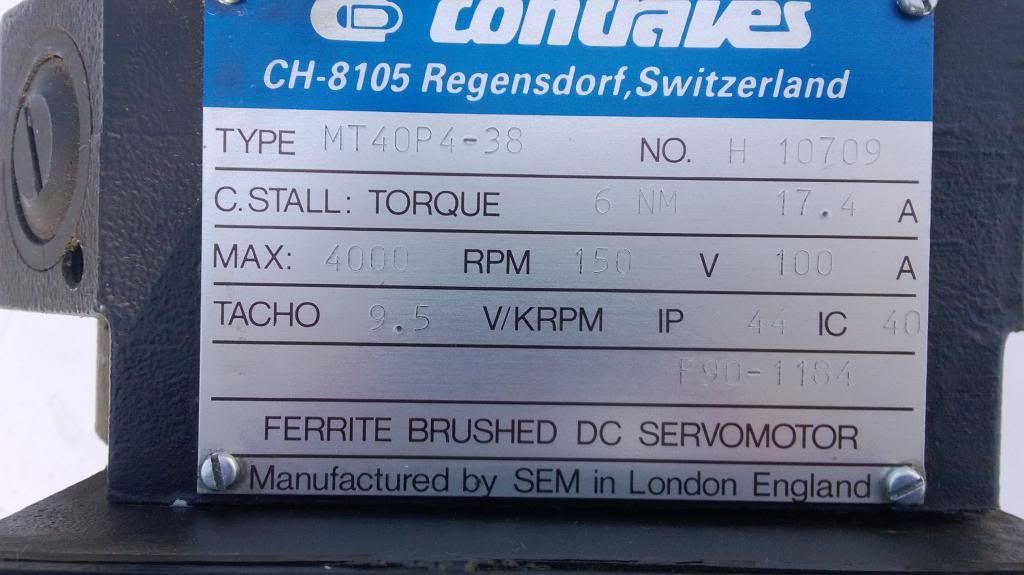 contraves
CH-8105 Regensdorf,Switzerland
TYPE MT40P4-38 NO. H 10709
C.STALL: TORQUE 6 NM 17.4 A
MAX: 4000 RPM 150 V 100 A
TACHO 9.5 V/KRPM IP 44 IC 40
F90-1184
FERRITE BRUSHED DC SERVOMOTOR
Manufactured by SEM in London England